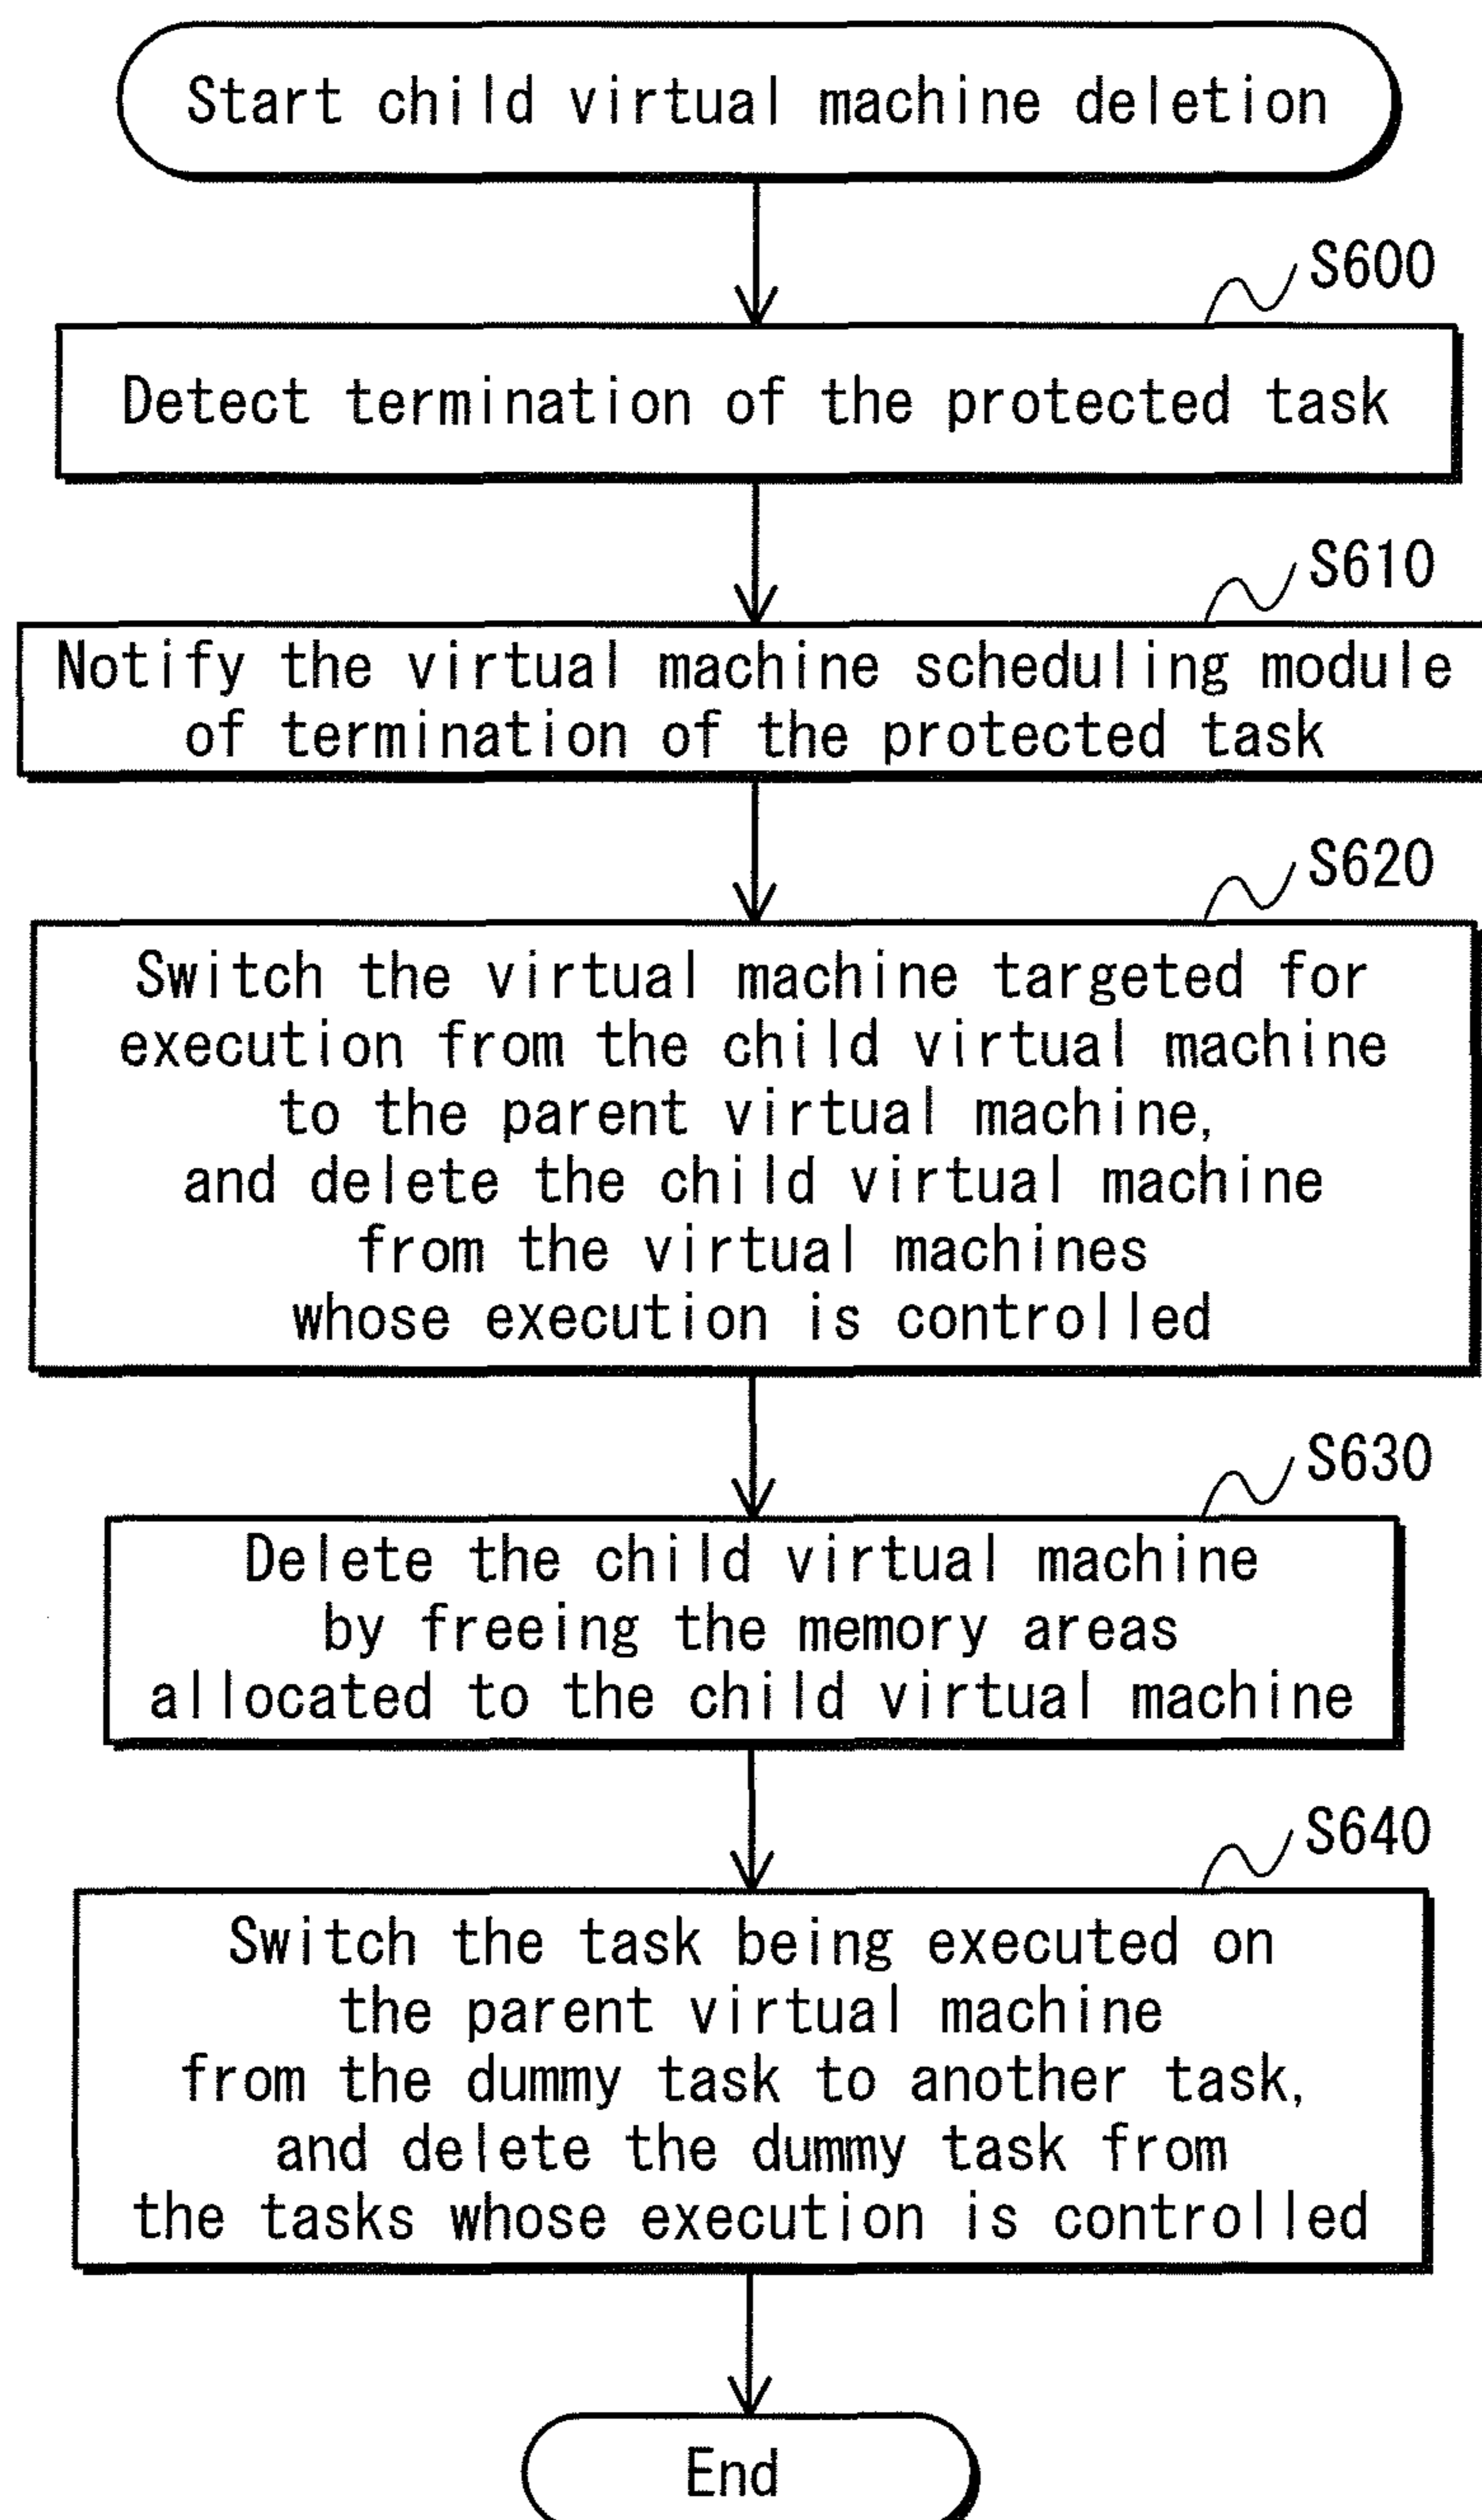 Start child virtual machine deletion
S600
Detect termination of the protected task
S610
Notify the virtual machine scheduling module
of termination of the protected task
S620
Switch the virtual machine targeted for
execution from the child virtual machine
to the parent virtual machine,
and delete the child virtual machine
from the virtual machines
whose execution is controlled
S630
Delete the child virtual machine
by freeing the memory areas
allocated to the child virtual machine
S640
Switch the task being executed on
the parent virtual machine
from the dummy task to another task,
and delete the dummy task from
the tasks whose execution is controlled
End